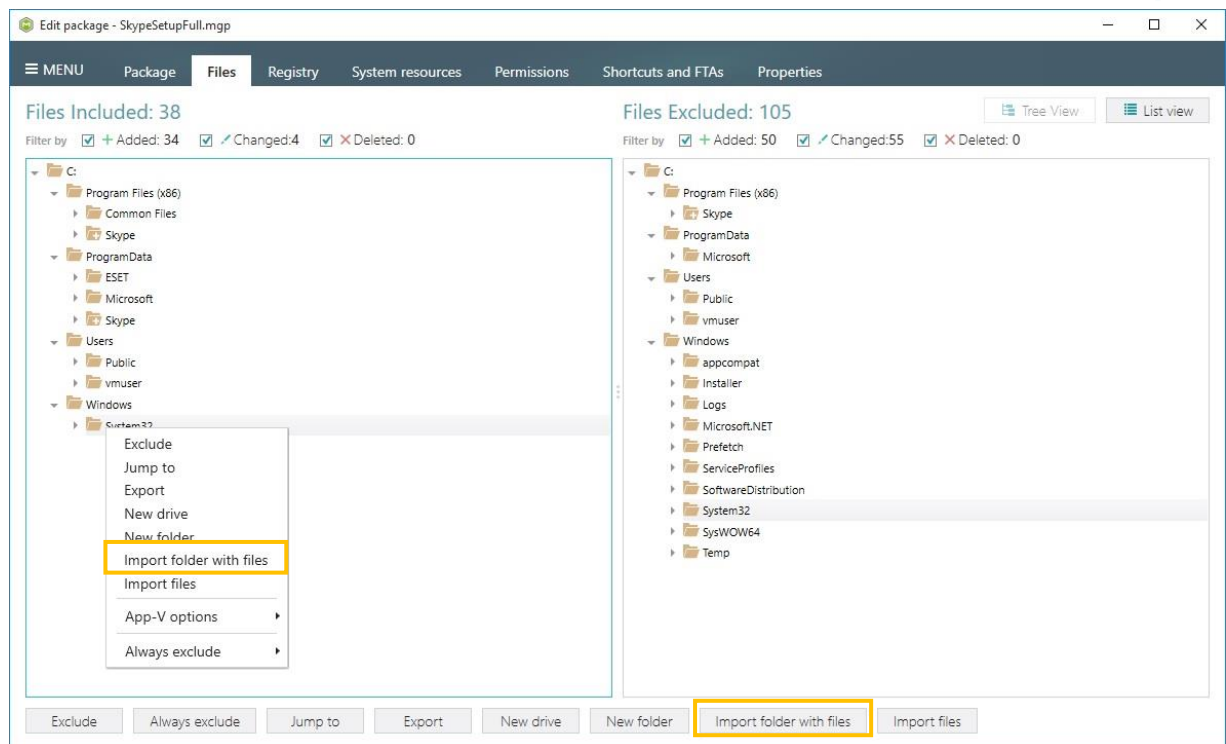 Edit package - SkypeSetupFull.mgp
MENU Package Files Registry System resources Permissions Shortcuts and FTAs Properties
Files Included: 38
Filter by Added: 34 Changed:4 Deleted: 0
C:
Program Files (x86)
Common Files
Skype
ProgramData
ESET
Microsoft
Skype
Users
Public
vmuser
Windows
System32
Exclude
Jump to
Export
New drive
New folder
Import folder with files
Import files
App-V options
Always exclude
Files Excluded: 105
Tree View List view
Filter by Added: 50 Changed:55 Deleted: 0
C:
Program Files (x86)
Skype
ProgramData
Microsoft
Users
Public
vmuser
Windows
appcompat
Installer
Logs
Microsoft.NET
Prefetch
ServiceProfiles
SoftwareDistribution
System32
SysWOW64
Temp
Exclude Always exclude Jump to Export New drive New folder Import folder with files Import files